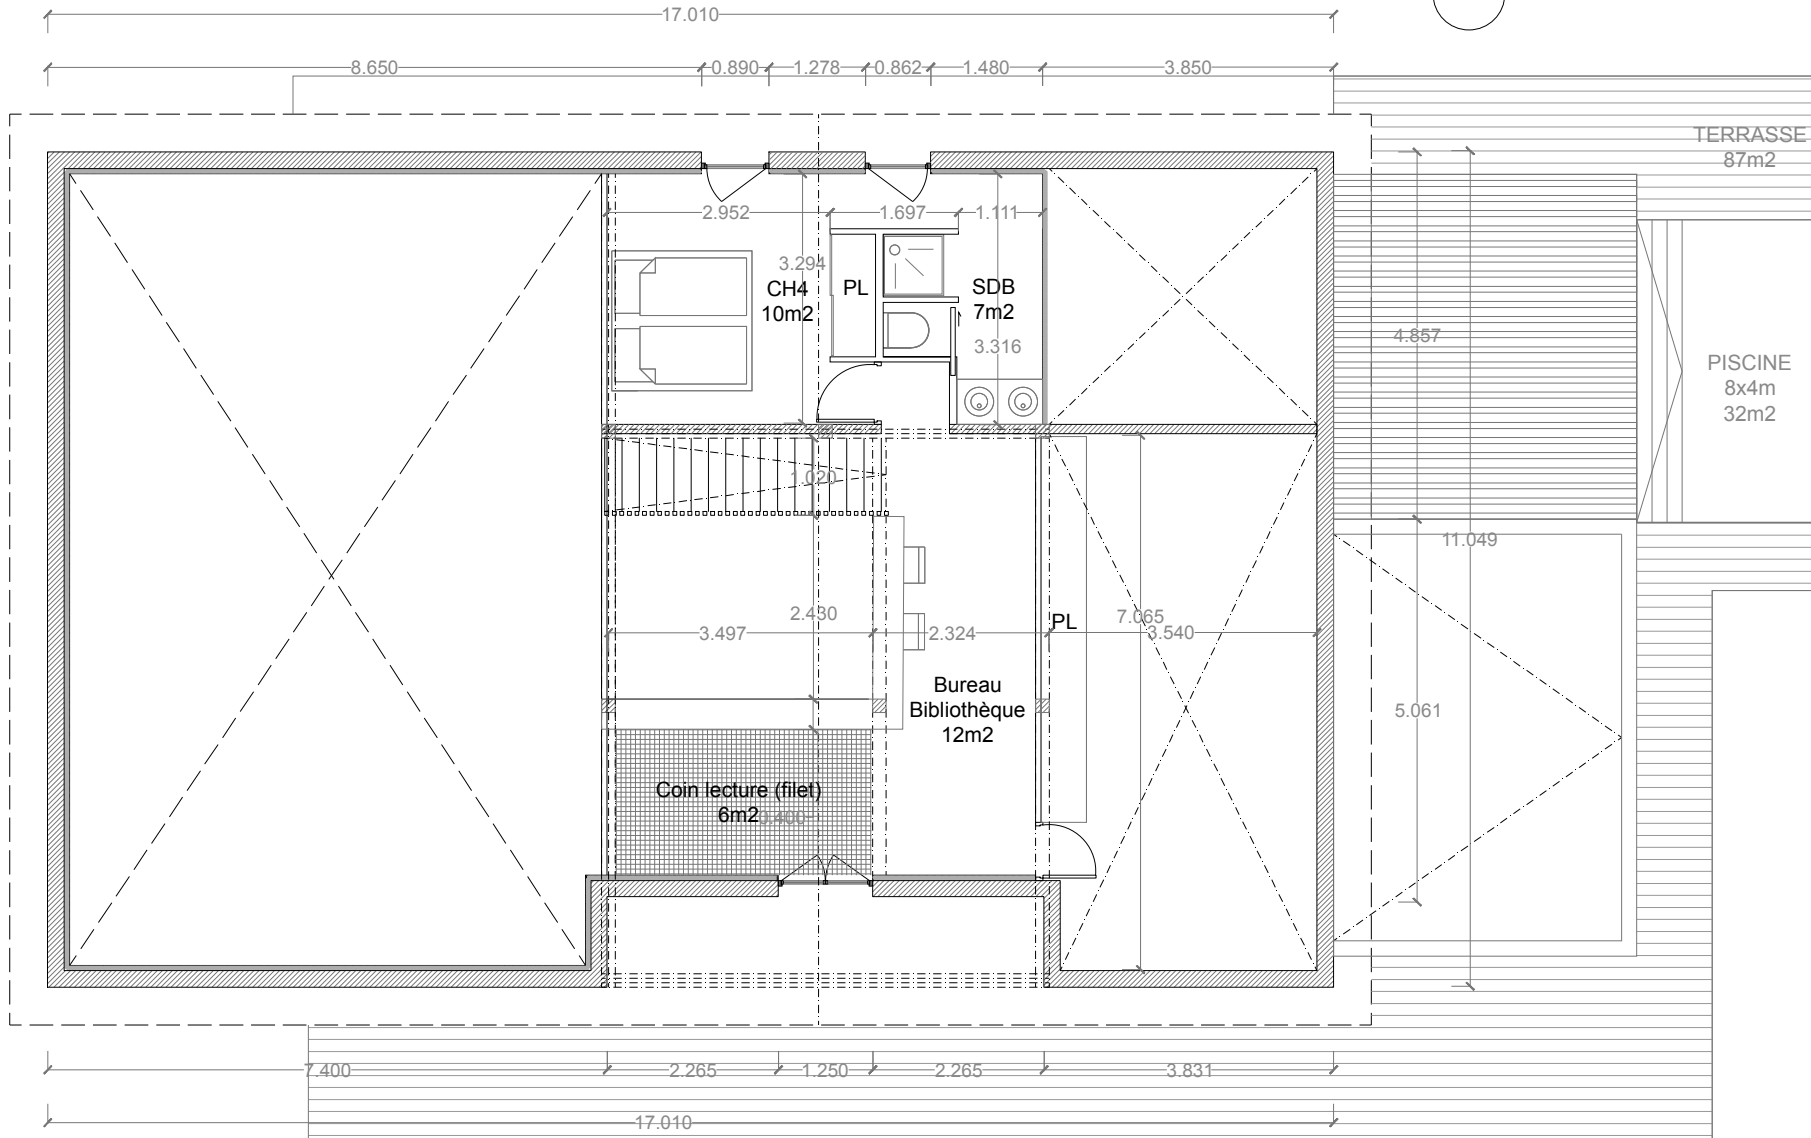 17.010
8.650
0.890
1.278
0.862
1.480
3.850
TERRASSE
87m2
2.952
1.697
1.111
3.294
CH4
10m2
PL
SDB
7m2
3.316
4.857
PISCINE
8x4m
32m2
1.020
11.049
2.430
3.497
2.324
PL
7.065
3.540
Bureau
Bibliothèque
12m2
5.061
Coin lecture (filet)
6m2
0.400
7.400
2.265
1.250
2.265
3.831
17.010